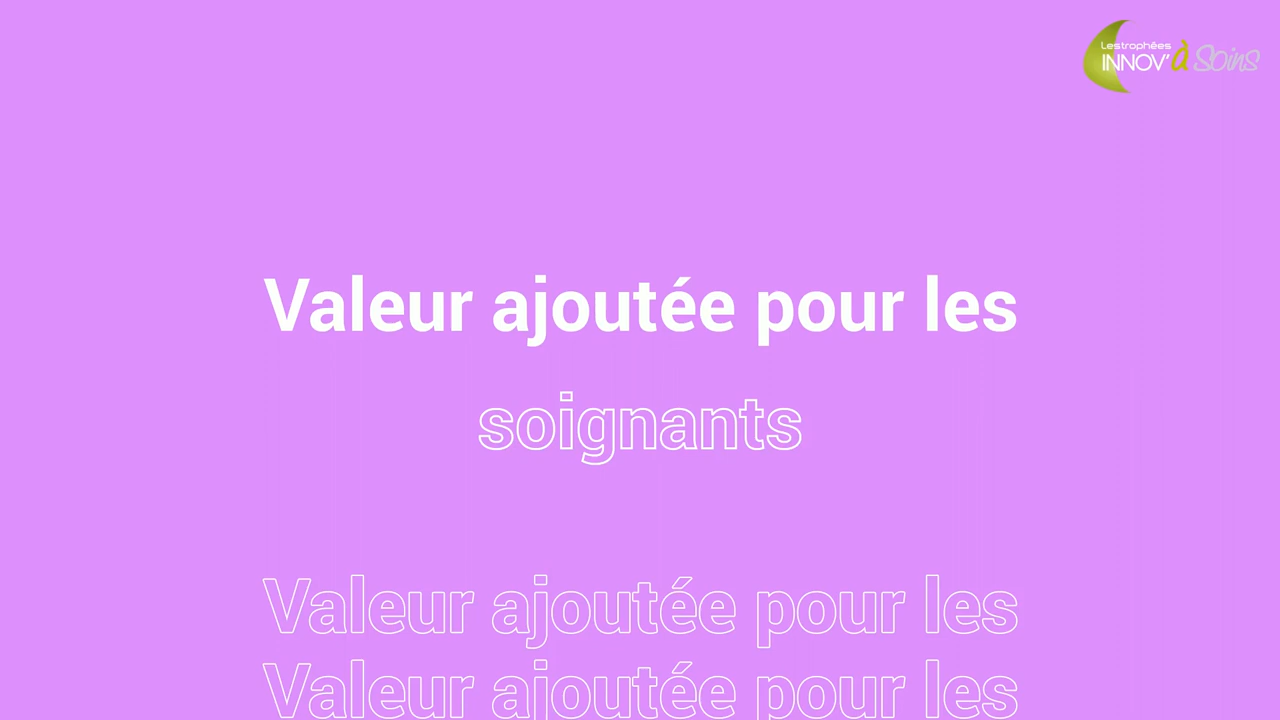 Les trophées
INNOV' à Soins
Valeur ajoutée pour les
soignants
Valeur ajoutée pour les
Valeur ajoutée pour les